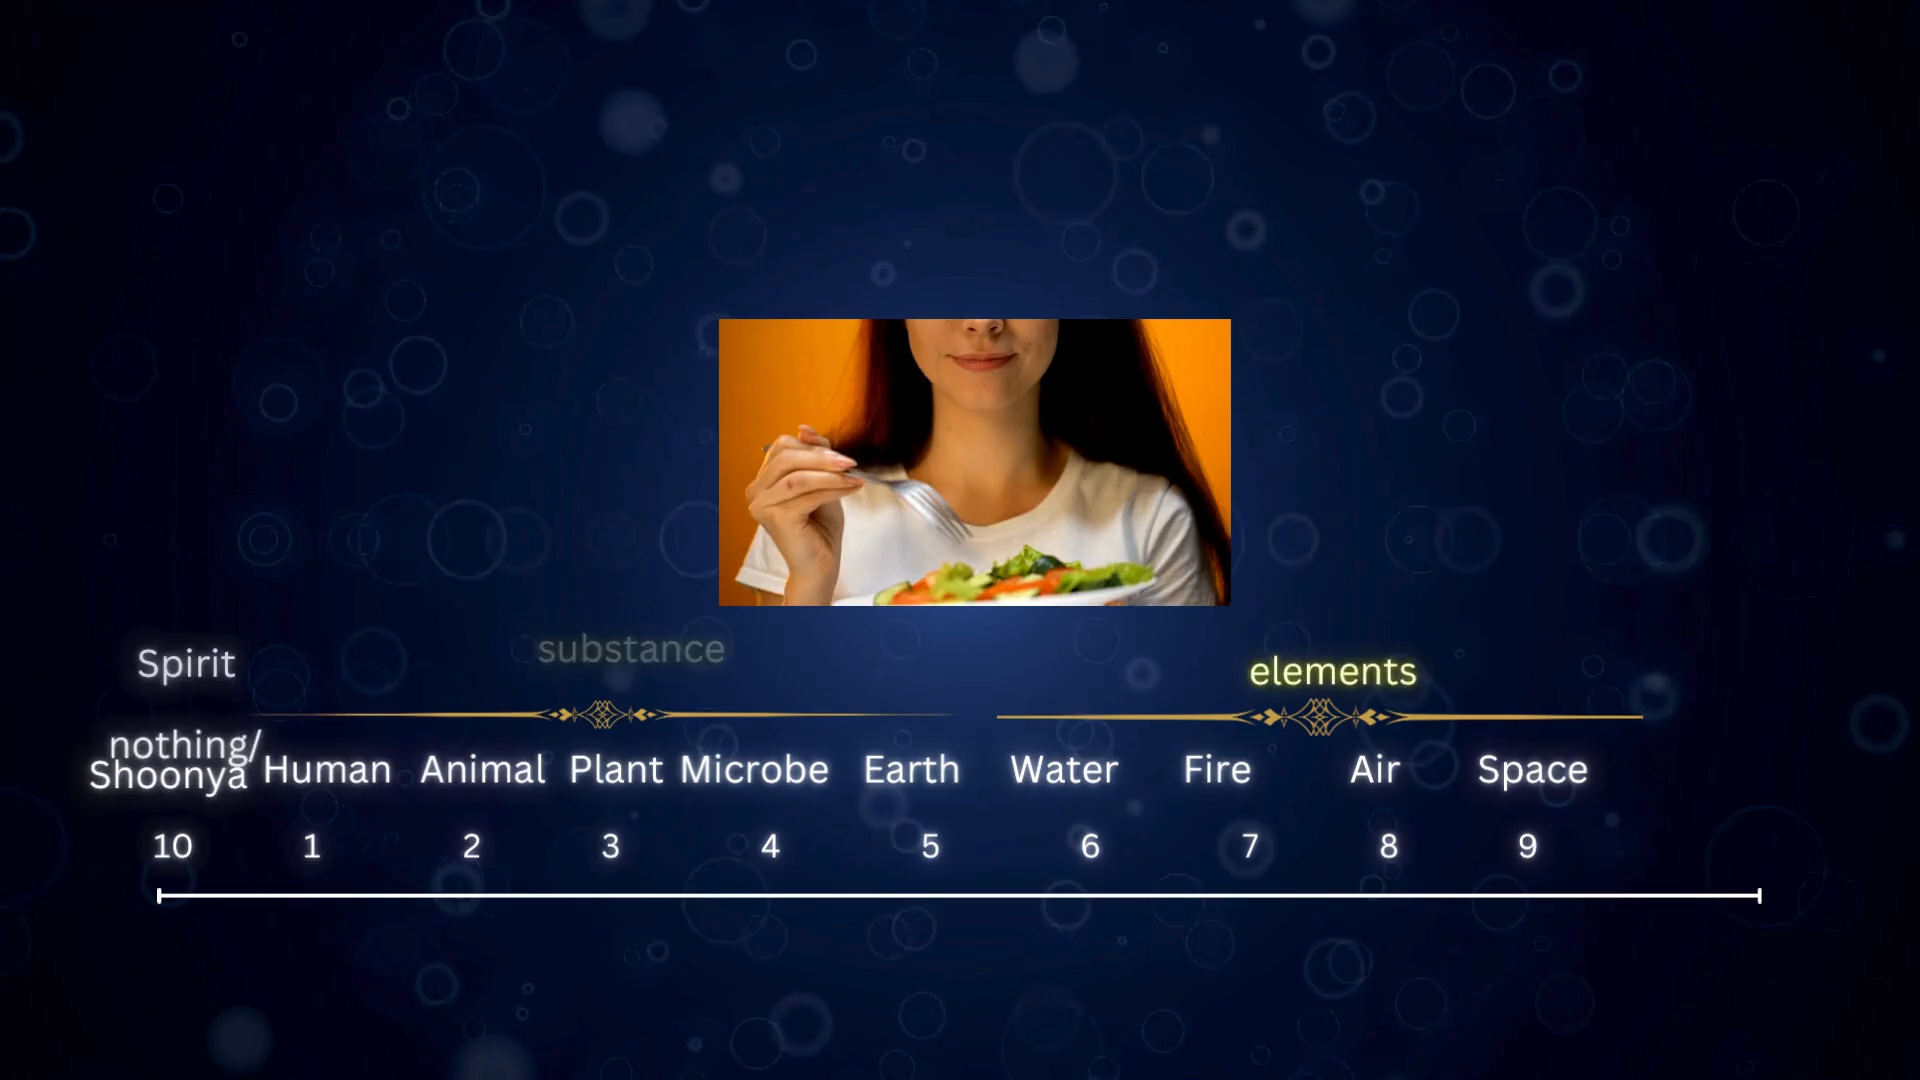 Spirit
substance
elements
nothing/
Shoonya
Human
Animal
Plant
Microbe
Earth
Water
Fire
Air
Space
10 1 2 3 4 5 6 7 8 9